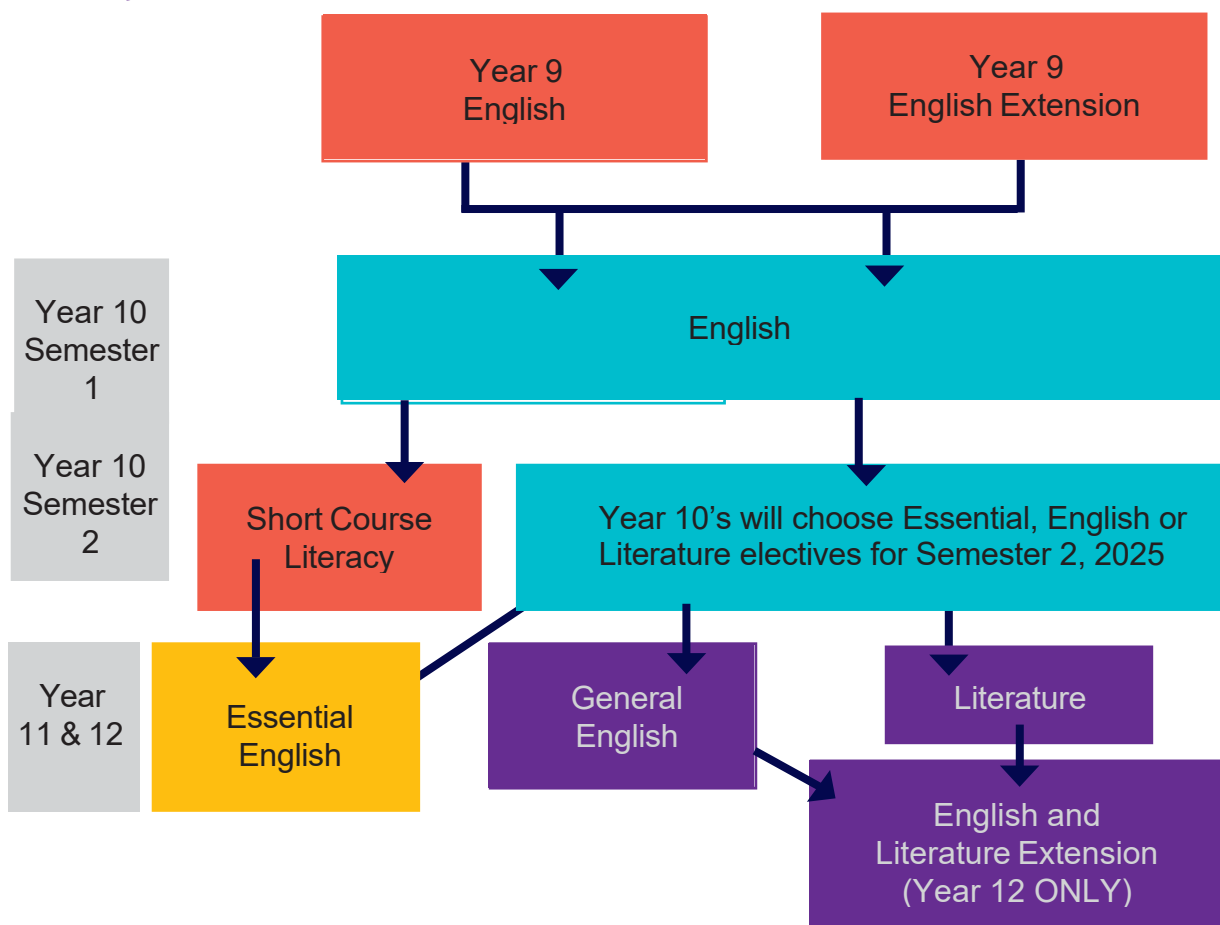 Year 9
English
Year 9
English Extension
Year 10
Semester
1
English
Year 10
Semester
2
Short Course
Literacy
Year 10’s will choose Essential, English or
Literature electives for Semester 2, 2025
Year
11 & 12
Essential
English
General
English
Literature
English and
Literature Extension
(Year 12 ONLY)